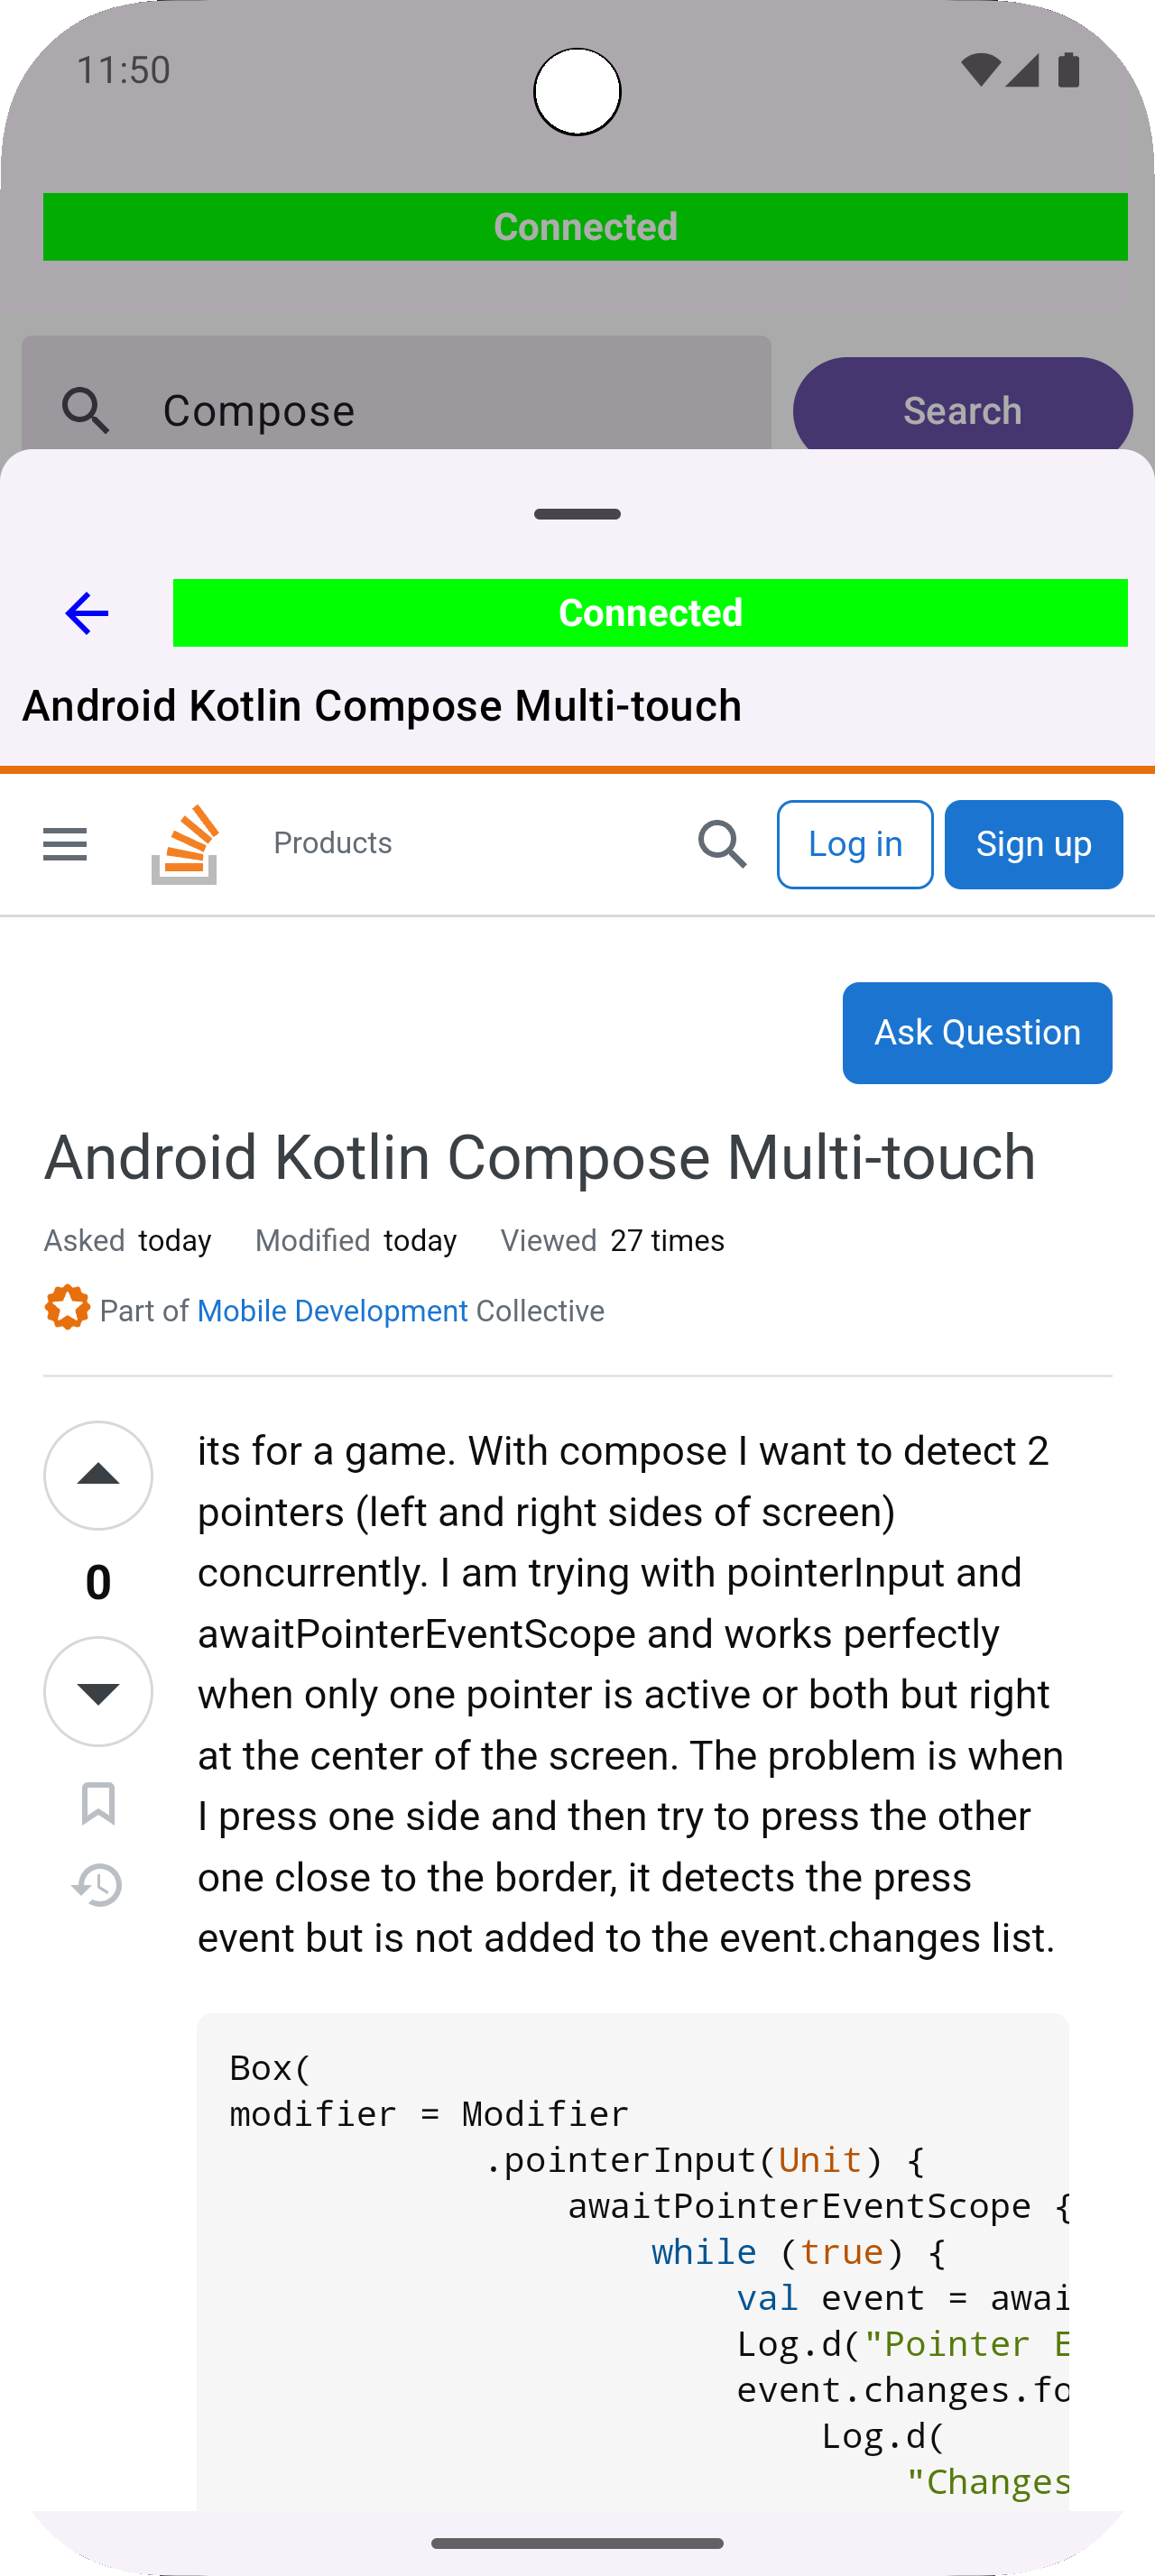 11:50
Connected
Compose
Search
Connected
Android Kotlin Compose Multi-touch
Products
Log in
Sign up
Ask Question
Android Kotlin Compose Multi-touch
Asked today Modified today Viewed 27 times
Part of Mobile Development Collective
its for a game. With compose I want to detect 2
pointers (left and right sides of screen)
0
concurrently. I am trying with pointerInput and
awaitPointerEventScope and works perfectly
when only one pointer is active or both but right
at the center of the screen. The problem is when
I press one side and then try to press the other
one close to the border, it detects the press
event but is not added to the event.changes list.
Box(
modifier = Modifier
.pointerInput(Unit) {
awaitPointerEventScope {
while (true) {
val event = awai
Log.d("Pointer E
event.changes.fo
Log.d(
"Changes